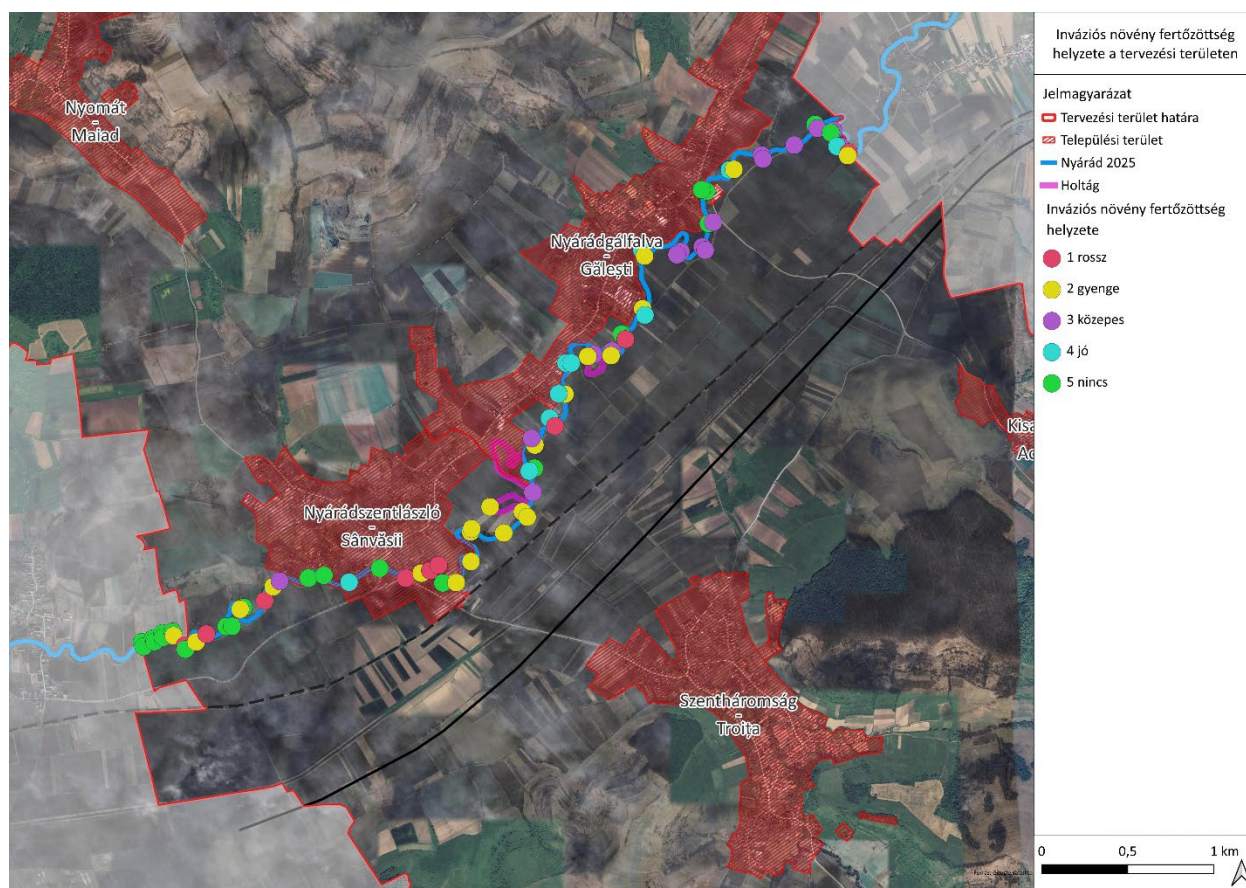 Inváziós növény fertőzöttség
helyzete a tervezési területen
Jelmagyarázat
Tervezési terület határa
Települési terület
Nyárád 2025
Holtág
Inváziós növény fertőzöttség
helyzete
1 rossz
2 gyenge
3 közepes
4 jó
5 nincs
0 0,5 1 km
Nyomát
-
Maiad
Nyárádgálfalva
-
Gălești
Kisa
Ac
Nyárádszentlászló
-
Sânvăsii
Szentháromság
-
Troița